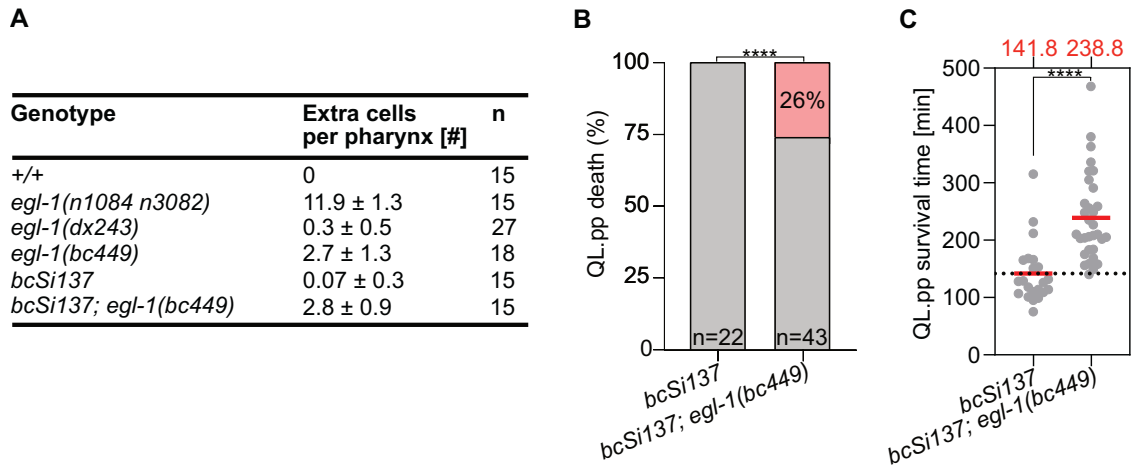 A
Genotype Extra cells per pharynx [#] n
+/+ 0 15
egl-1(n1084 n3082) 11.9 ± 1.3 15
egl-1(dx243) 0.3 ± 0.5 27
egl-1(bc449) 2.7 ± 1.3 18
bcSi137 0.07 ± 0.3 15
bcSi137; egl-1(bc449) 2.8 ± 0.9 15
B
QL.pp death (%)
100
75
50
25
0
****
26%
n=22 n=43
bcSi137
bcSi137; egl-1(bc449)
C
141.8 238.8
QL.pp survival time [min]
500
400
300
200
100
0
****
bcSi137
bcSi137; egl-1(bc449)